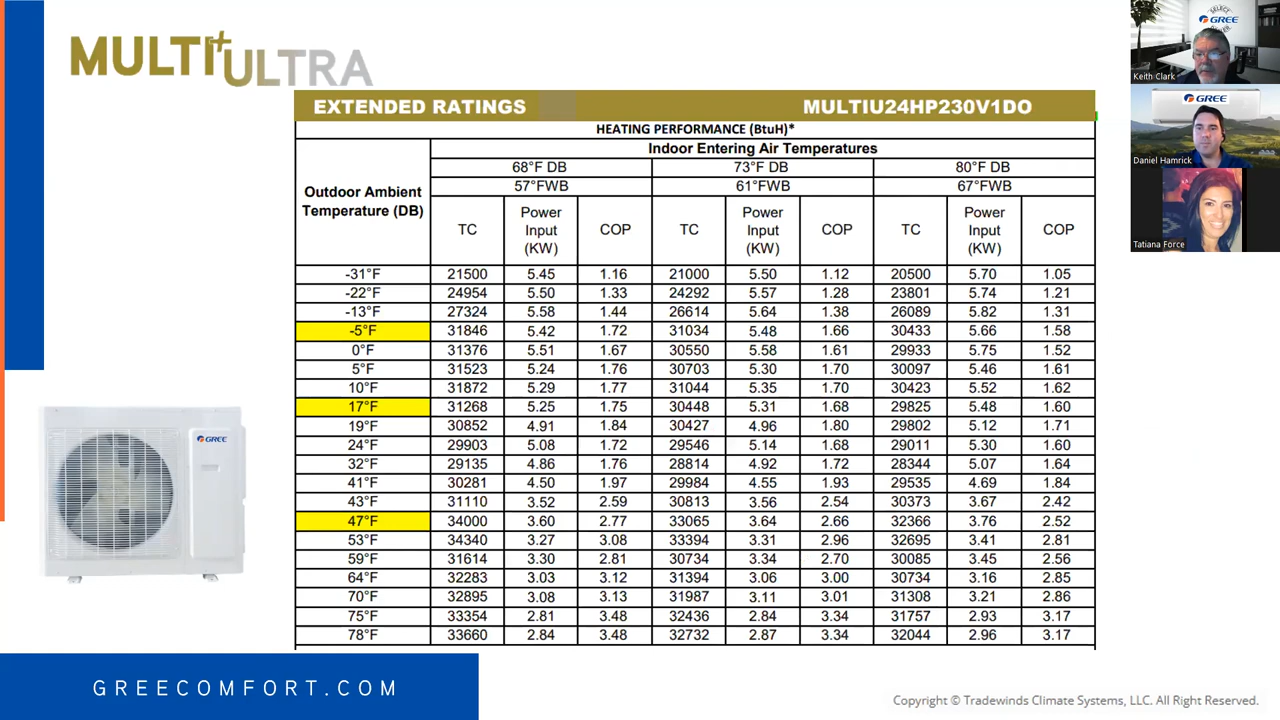 MULTI+ULTRA
EXTENDED RATINGS MULTIU24HP230V1DO
HEATING PERFORMANCE (BtuH)*
Indoor Entering Air Temperatures
68°F DB 73°F DB 80°F DB
57°FWB 61°FWB 67°FWB
Outdoor Ambient
Temperature (DB)
TC Power Input (KW) COP TC Power Input (KW) COP TC Power Input (KW) COP
-31°F 21500 5.45 1.16 21000 5.50 1.12 20500 5.70 1.05
-22°F 24954 5.50 1.33 24292 5.57 1.28 23801 5.74 1.21
-13°F 27324 5.58 1.44 26614 5.64 1.38 26089 5.82 1.31
-5°F 31846 5.42 1.72 31034 5.48 1.66 30433 5.66 1.58
0°F 31376 5.51 1.67 30550 5.58 1.61 29933 5.75 1.52
5°F 31523 5.24 1.76 30703 5.30 1.70 30097 5.46 1.61
10°F 31872 5.29 1.77 31044 5.35 1.70 30423 5.52 1.62
17°F 31268 5.25 1.75 30448 5.31 1.68 29825 5.48 1.60
19°F 30852 4.91 1.84 30427 4.96 1.80 29802 5.12 1.71
24°F 29903 5.08 1.72 29546 5.14 1.68 29011 5.30 1.60
32°F 29135 4.86 1.76 28814 4.92 1.72 28344 5.07 1.64
41°F 30281 4.50 1.97 29984 4.55 1.93 29535 4.69 1.84
43°F 31110 3.52 2.59 30813 3.56 2.54 30373 3.67 2.42
47°F 34000 3.60 2.77 33065 3.64 2.66 32366 3.76 2.52
53°F 34340 3.27 3.08 33394 3.31 2.96 32695 3.41 2.81
59°F 31614 3.30 2.81 30734 3.34 2.70 30085 3.45 2.56
64°F 32283 3.03 3.12 31394 3.06 3.00 30734 3.16 2.85
70°F 32895 3.08 3.13 31987 3.11 3.01 31308 3.21 2.86
75°F 33354 2.81 3.48 32436 2.84 3.34 31757 2.93 3.17
78°F 33660 2.84 3.48 32732 2.87 3.34 32044 2.96 3.17
GREE
GREECOMFORT.COM
Copyright © Tradewinds Climate Systems, LLC. All Right Reserved.
SELECT
GREE
Keith Clark
GREE
Daniel Hamrick
Tatiana Force